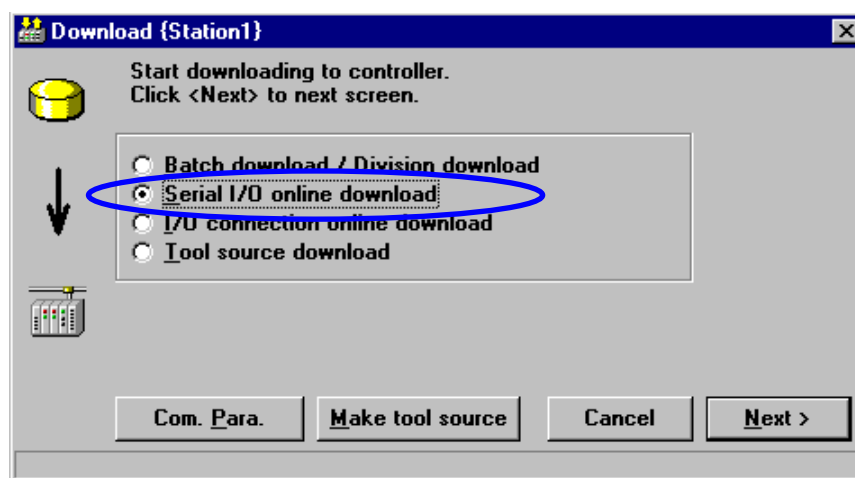 Download {Station1}
Start downloading to controller.
Click <Next> to next screen.
Batch download / Division download
Serial I/O online download
I/O connection online download
Tool source download
Com. Para.
Make tool source
Cancel
Next >